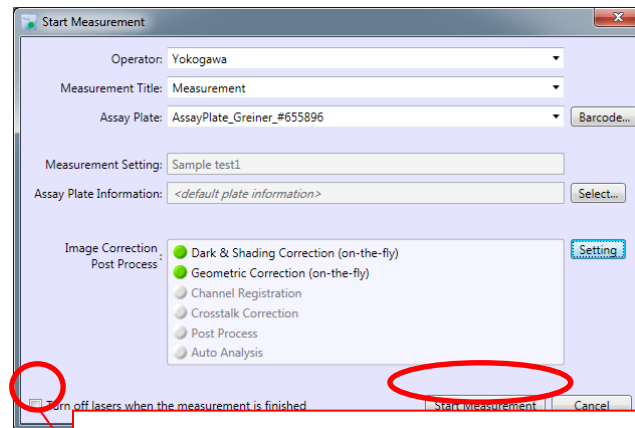 Start Measurement
Operator: Yokogawa
Measurement Title: Measurement
Assay Plate: AssayPlate_Greiner_#655896 Barcode...
Measurement Setting: Sample test1
Assay Plate Information: <default plate information> Select...
Image Correction Post Process : Setting
Dark & Shading Correction (on-the-fly)
Geometric Correction (on-the-fly)
Channel Registration
Crosstalk Correction
Post Process
Auto Analysis
Turn off lasers when the measurement is finished Start Measurement Cancel